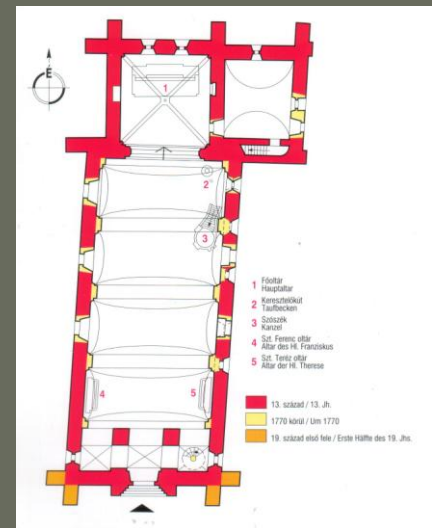 É
1
2
3
4
5
1 Főoltár
Hauptaltar
2 Keresztelőkút
Taufbecken
3 Szószék
Kanzel
4 Szt. Ferenc oltár
Altar des Hl. Franziskus
5 Szt. Teréz oltár
Altar der Hl. Therese
13. század / 13. Jh.
1770 körül / Um 1770
19. század első fele / Erste Hälfte des 19. Jhs.